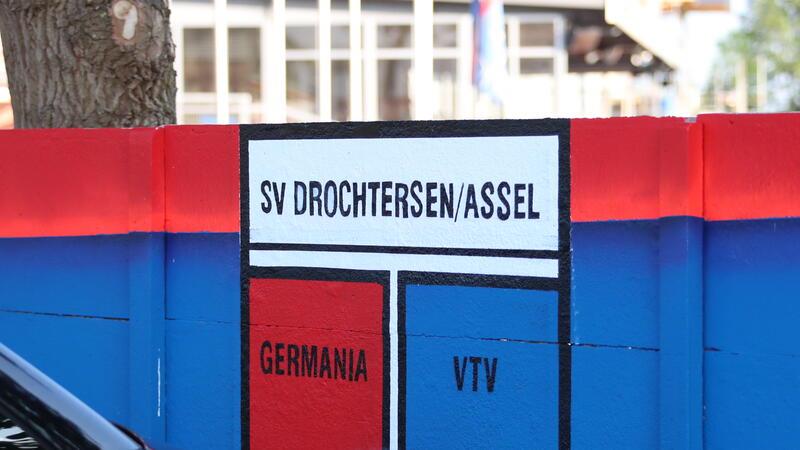 SV DROCHTERSEN/ASSEL
GERMANIA
VTV